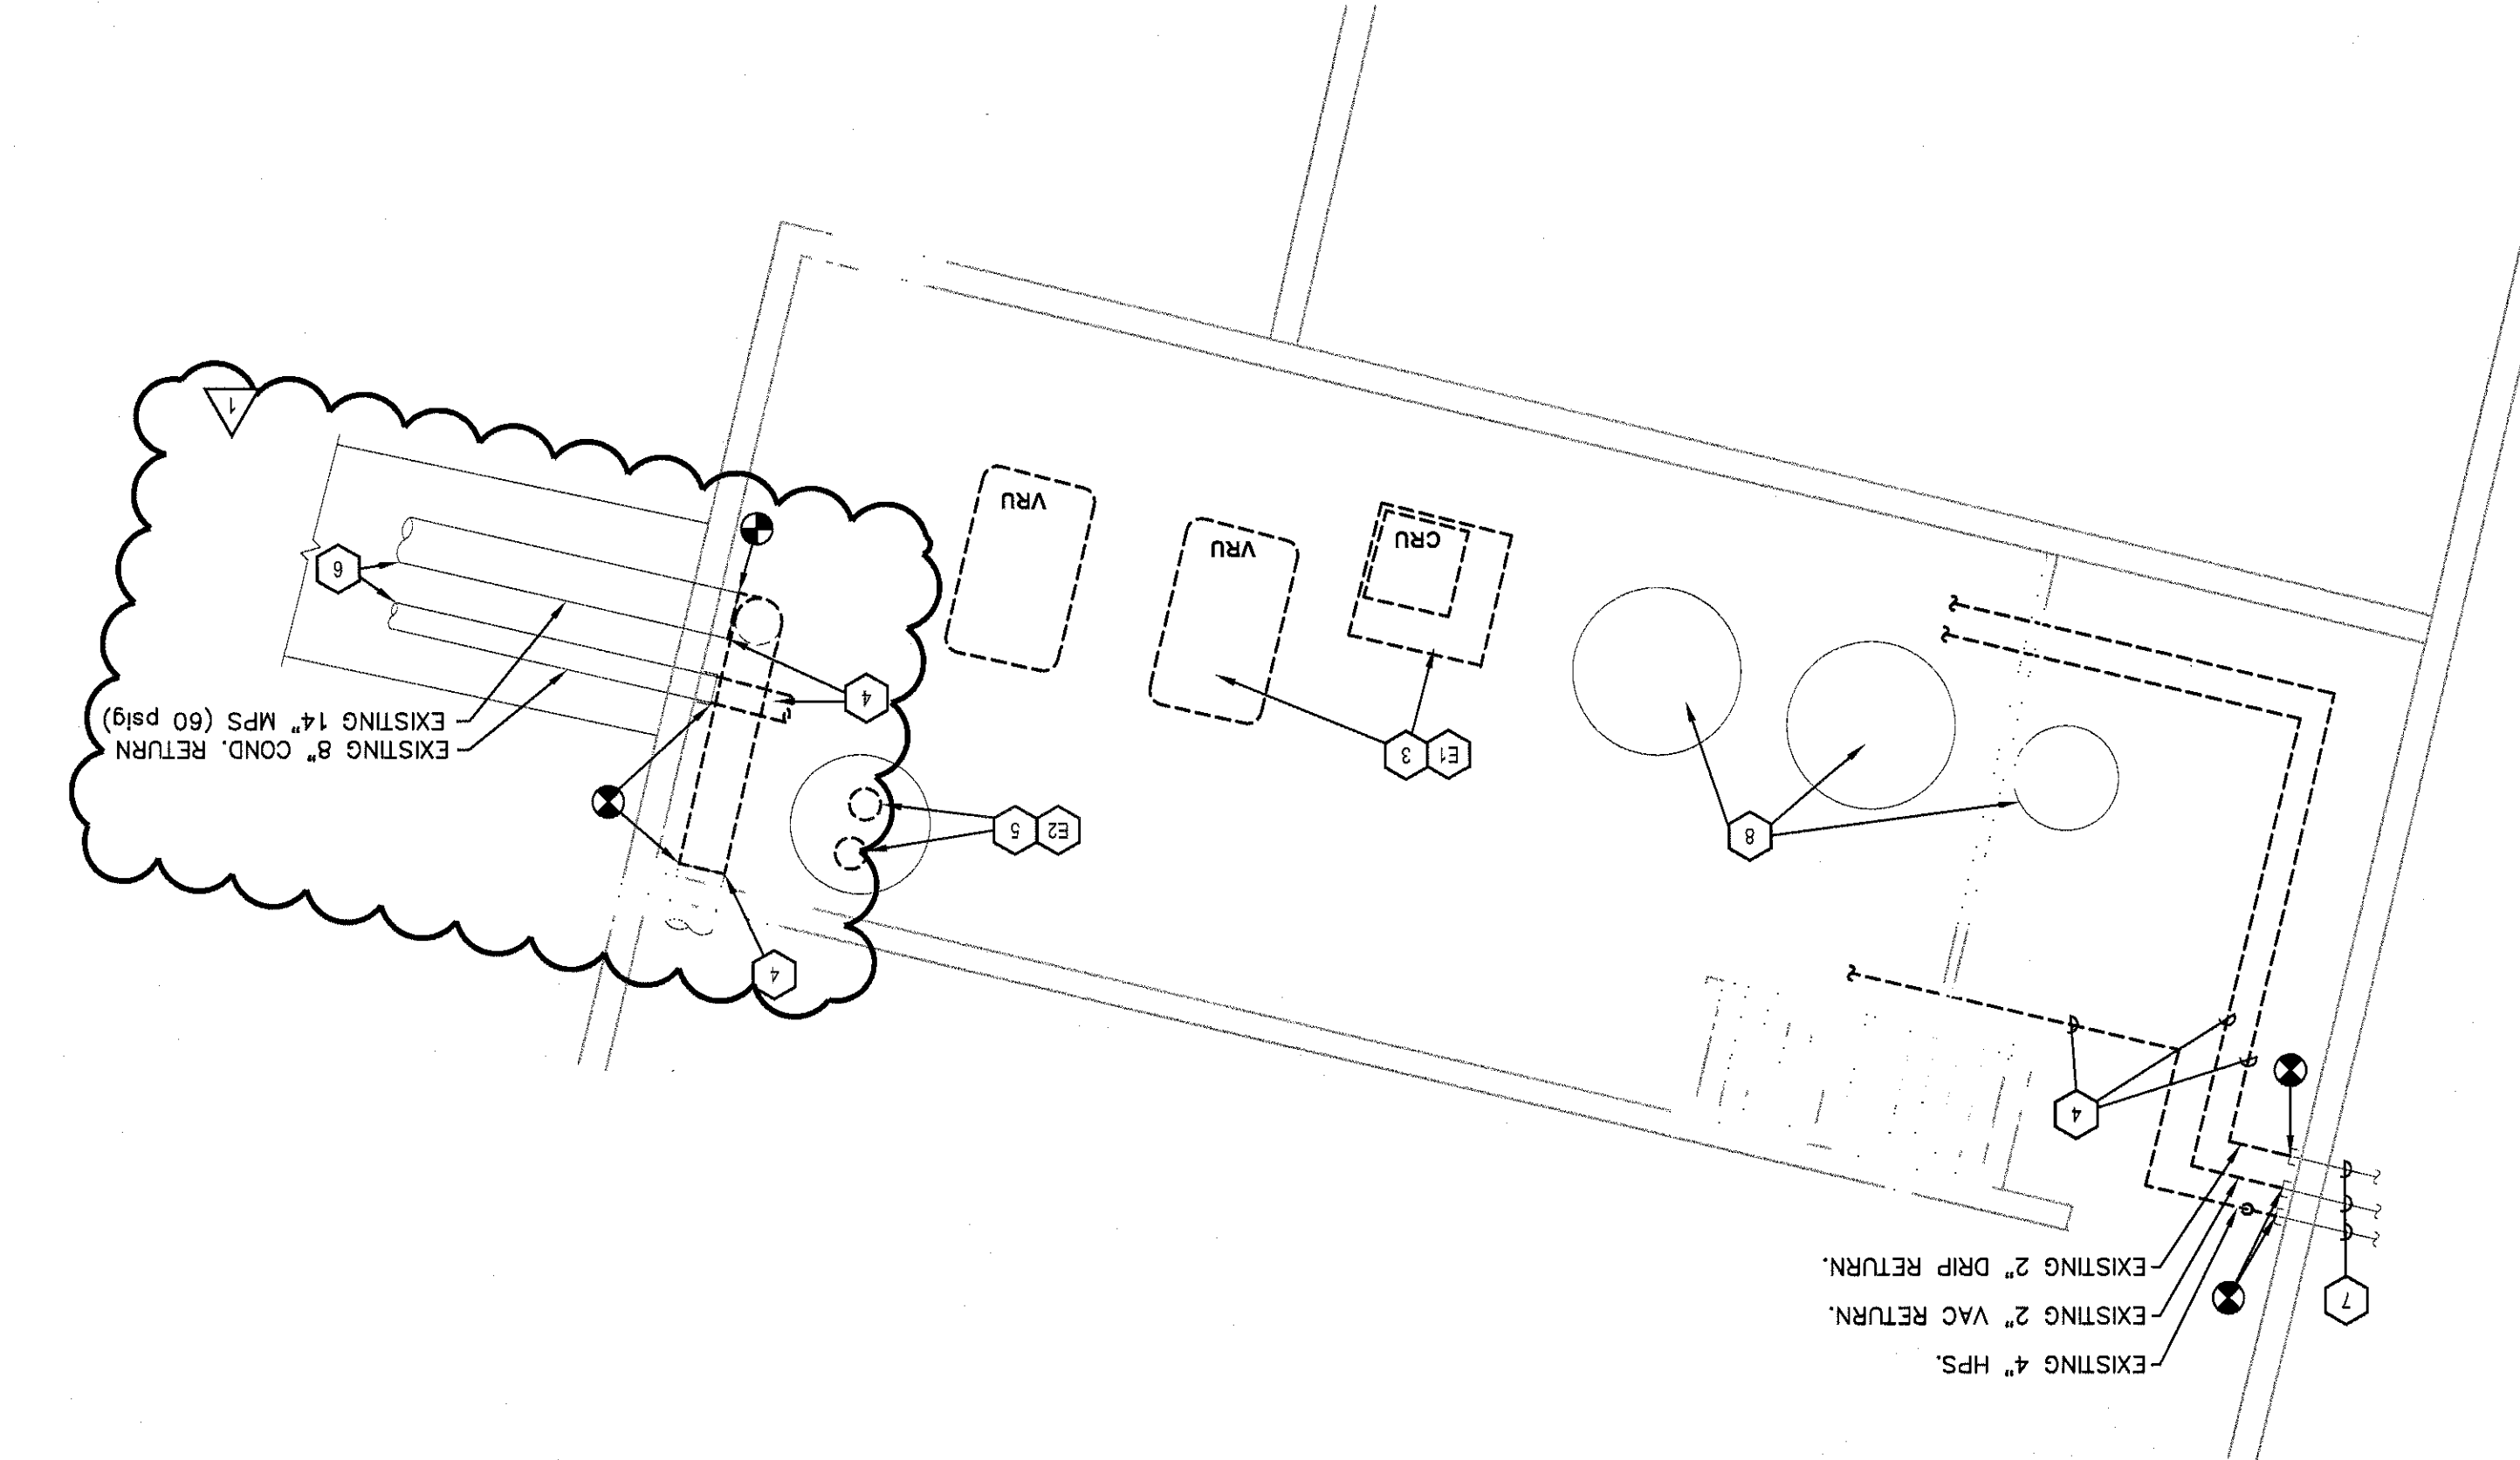 EXISTING 4" HPS.
EXISTING 2" VAC RETURN.
7
EXISTING 2" DRIP RETURN.
4
4
8
E2 5
E1 3
EXISTING 8" COND. RETURN
EXISTING 14" MPS (60 psig)
4
6
VRU
CRU
VRU
1